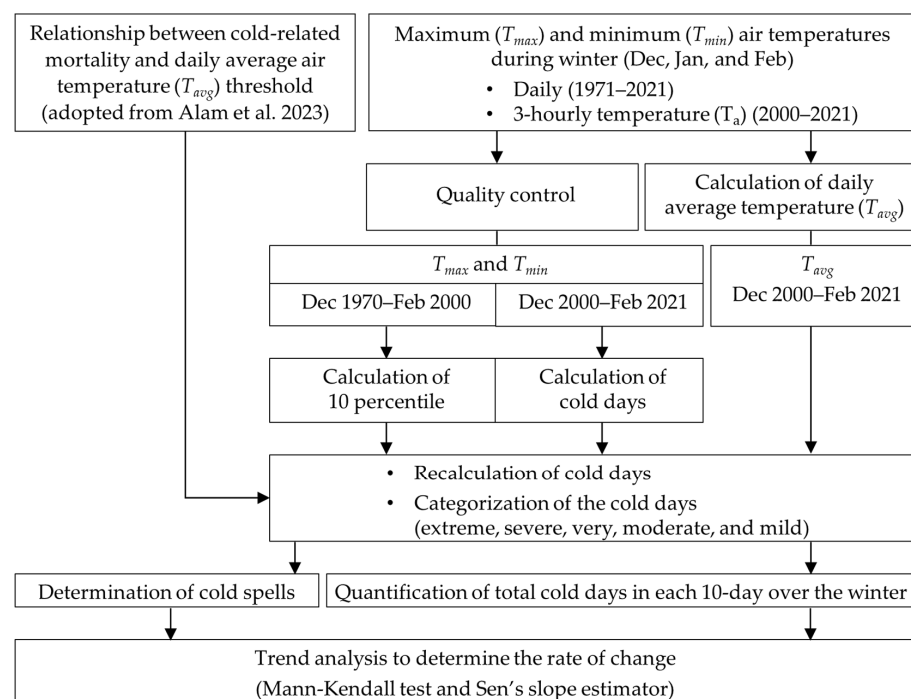 Relationship between cold-related
mortality and daily average air
temperature (Tavg) threshold
(adopted from Alam et al. 2023)
Maximum (Tmax) and minimum (Tmin) air temperatures
during winter (Dec, Jan, and Feb)
• Daily (1971–2021)
• 3-hourly temperature (Ta) (2000–2021)
Quality control
Calculation of daily
average temperature (Tavg)
Tmax and Tmin
Dec 1970–Feb 2000
Dec 2000–Feb 2021
Tavg
Dec 2000–Feb 2021
Calculation of
10 percentile
Calculation of
cold days
• Recalculation of cold days
• Categorization of the cold days
(extreme, severe, very, moderate, and mild)
Determination of cold spells
Quantification of total cold days in each 10-day over the winter
Trend analysis to determine the rate of change
(Mann-Kendall test and Sen's slope estimator)